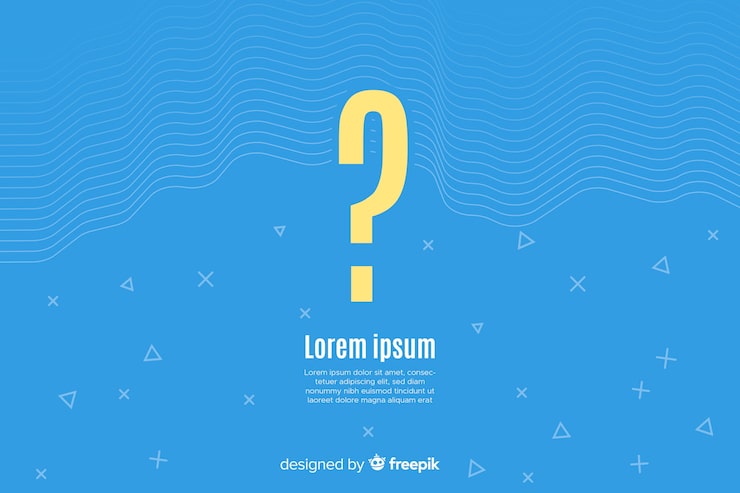 ?
Lorem ipsum
Lorem ipsum dolor sit amet, consec-
tetuer adipiscing elit, sed diam
nonummy nibh euismod tincidunt ut
laoreet dolore magna aliquam erat
designed by freepik